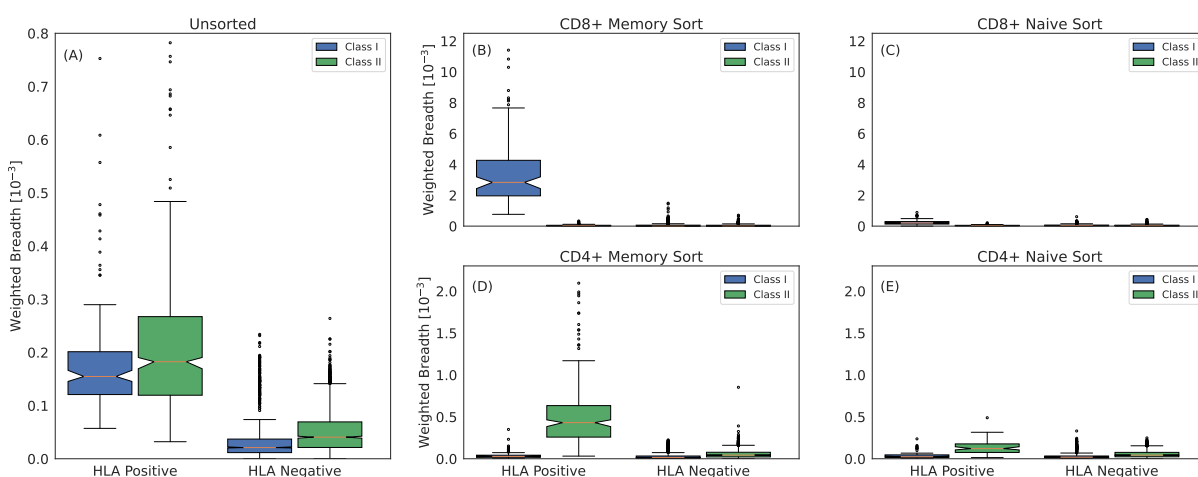 Unsorted
(A)
Class I
Class II
Weighted Breadth [10⁻³]
0.8
0.7
0.6
0.5
0.4
0.3
0.2
0.1
0.0
HLA Positive
HLA Negative
CD8+ Memory Sort
(B)
Class I
Class II
Weighted Breadth [10⁻³]
12
10
8
6
4
2
0
CD8+ Naive Sort
(C)
Class I
Class II
12
10
8
6
4
2
0
CD4+ Memory Sort
(D)
Class I
Class II
Weighted Breadth [10⁻³]
2.0
1.5
1.0
0.5
0.0
HLA Positive
HLA Negative
CD4+ Naive Sort
(E)
Class I
Class II
2.0
1.5
1.0
0.5
0.0
HLA Positive
HLA Negative